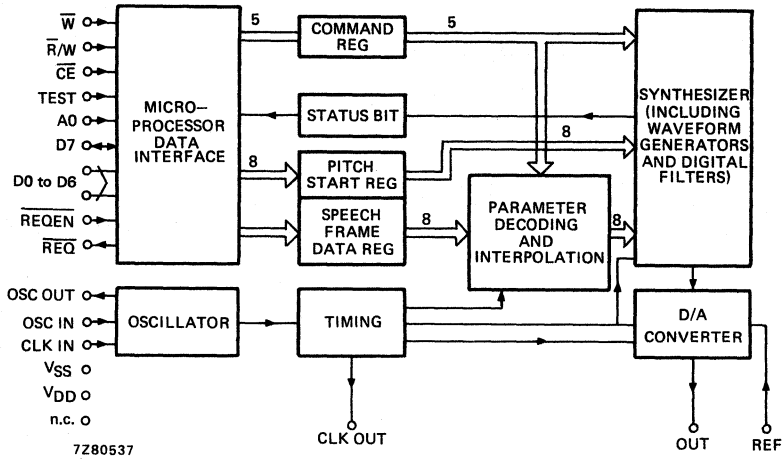 W
R/W
CE
TEST
A0
D7
D0 to D6
REQEN
REQ
OSC OUT
OSC IN
CLK IN
VSS
VDD
n.c.
7Z80537
MICRO-
PROCESSOR
DATA
INTERFACE
OSCILLATOR
5
COMMAND
REG
5
STATUS BIT
8
PITCH
START REG
8
SPEECH
FRAME
DATA REG
8
TIMING
CLK OUT
PARAMETER
DECODING
AND
INTERPOLATION
8
SYNTHESIZER
(INCLUDING
WAVEFORM
GENERATORS
AND DIGITAL
FILTERS)
D/A
CONVERTER
OUT
REF